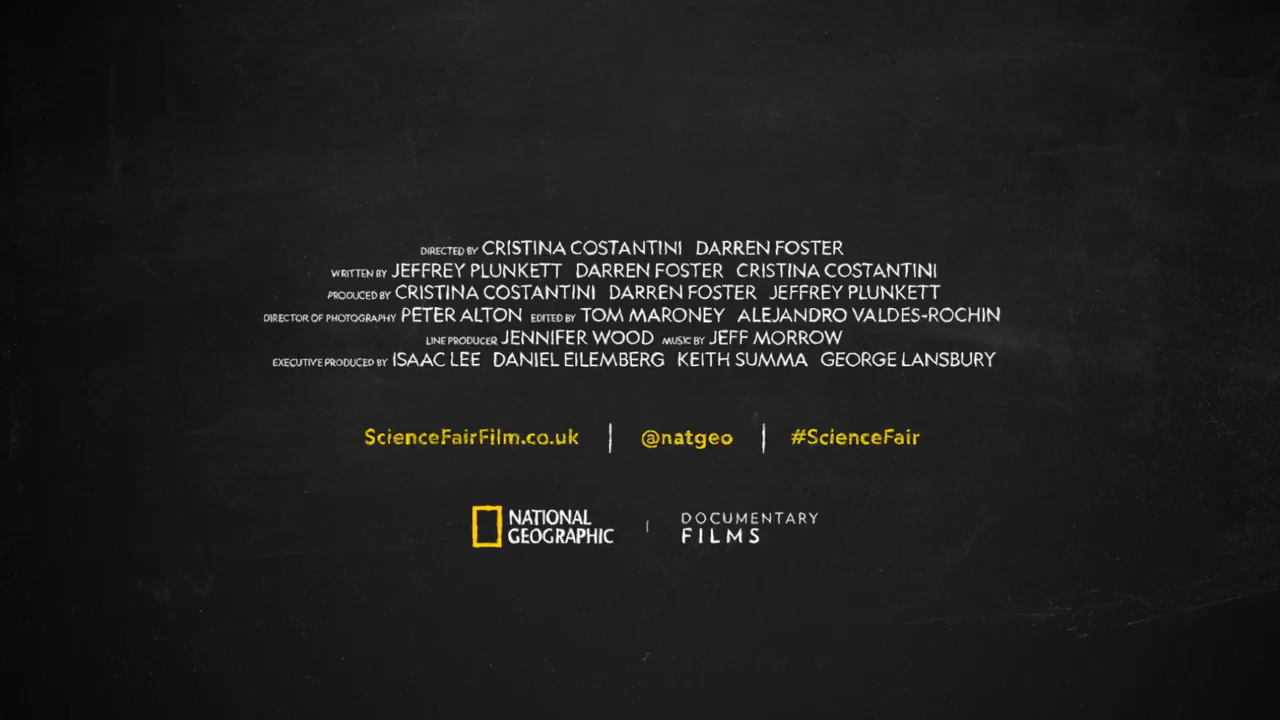 DIRECTED BY CRISTINA COSTANTINI DARREN FOSTER
WRITTEN BY JEFFREY PLUNKETT DARREN FOSTER CRISTINA COSTANTINI
PRODUCED BY CRISTINA COSTANTINI DARREN FOSTER JEFFREY PLUNKETT
DIRECTOR OF PHOTOGRAPHY PETER ALTON EDITED BY TOM MARONEY ALEJANDRO VALDES-ROCHIN
LINE PRODUCER JENNIFER WOOD MUSIC BY JEFF MORROW
EXECUTIVE PRODUCED BY ISAAC LEE DANIEL EILEMBERG KEITH SUMMA GEORGE LANSBURY
ScienceFairFilm.co.uk | @natgeo | #ScienceFair
NATIONAL GEOGRAPHIC | DOCUMENTARY FILMS